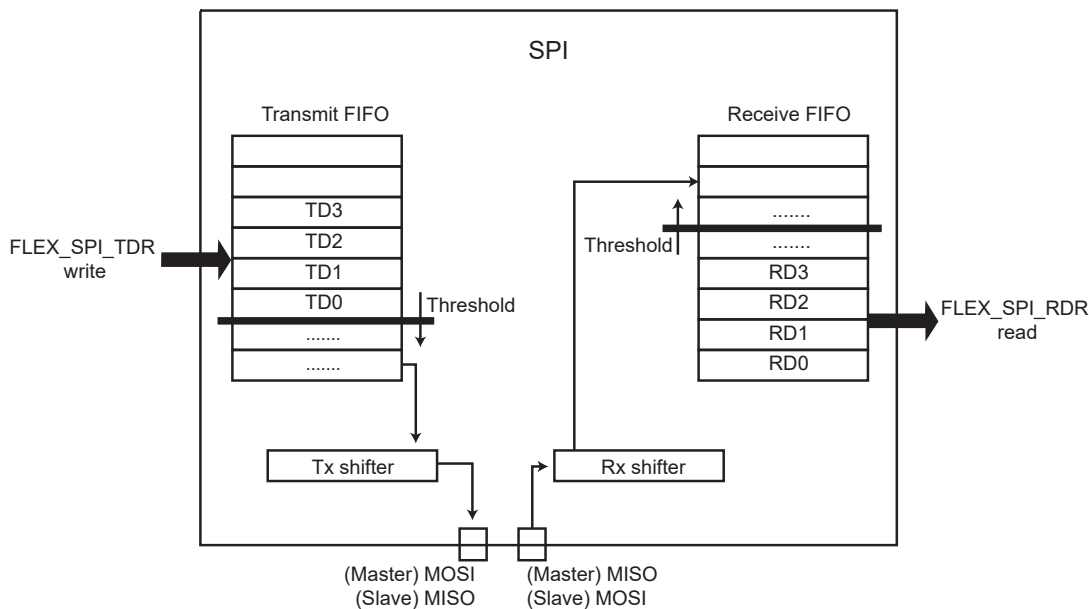 SPI
Transmit FIFO
TD3
TD2
TD1
TD0
.......
.......
Threshold
FLEX_SPI_TDR
write
Receive FIFO
.......
.......
RD3
RD2
RD1
RD0
Threshold
FLEX_SPI_RDR
read
Tx shifter
Rx shifter
(Master) MOSI
(Slave) MISO
(Master) MISO
(Slave) MOSI